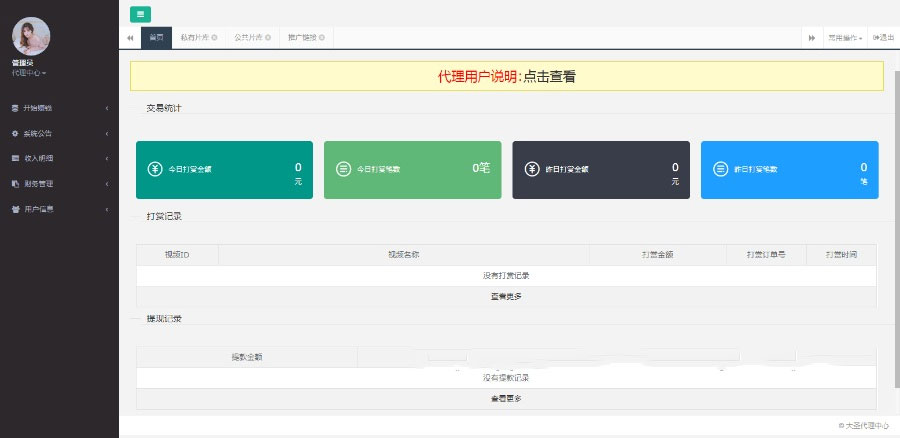 管理员
代理中心
开始赚钱
系统公告
收入明细
财务管理
用户信息
首页
私有片库
公共片库
推广链接
常用操作
退出
代理用户说明:点击查看
交易统计
今日打赏金额
0
元
今日打赏笔数
0笔
昨日打赏金额
0
元
昨日打赏笔数
0
笔
打赏记录
视频ID 视频名称 打赏金额 打赏订单号 打赏时间
没有打赏记录
查看更多
提现记录
提款金额
没有提款记录
查看更多
© 大圣代理中心